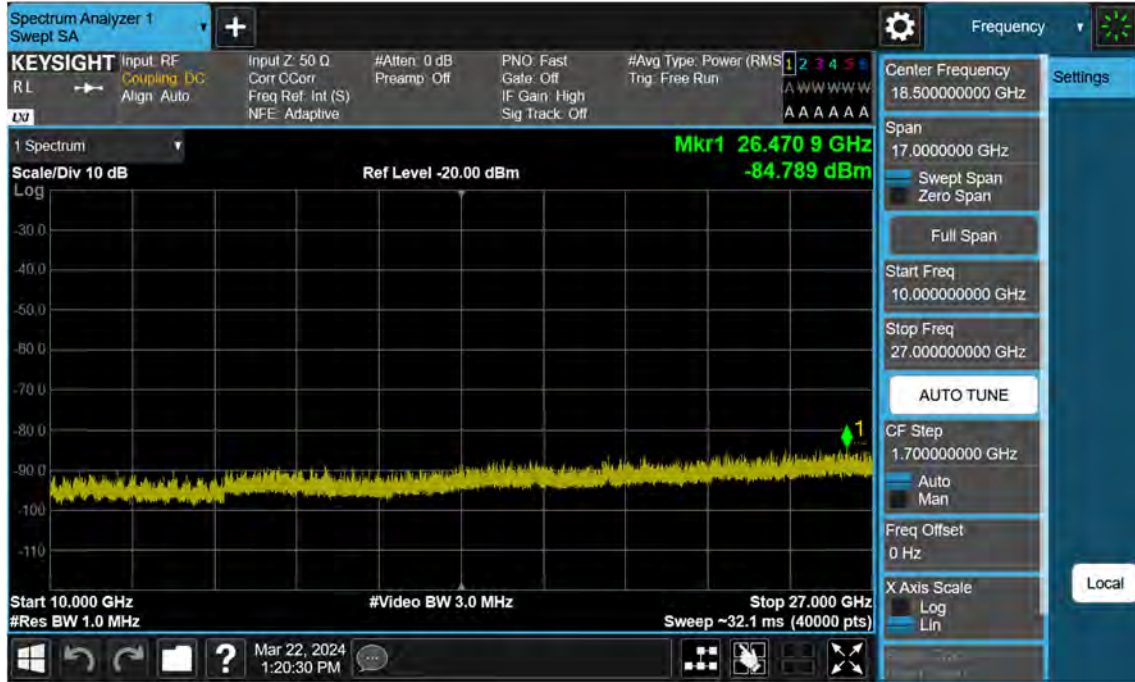 Spectrum Analyzer 1
Swept SA
Frequency
KEYSIGHT
Input: RF
Input Z: 50 Ω
#Atten: 0 dB
PNO: Fast
#Avg Type: Power (RMS
1 2 3 4 5 6
R L
Coupling: DC
Corr CCorr
Preamp: Off
Gate: Off
Trig: Free Run
A W W W W W
Align: Auto
Freq Ref: Int (S)
IF Gain: High
NFE: Adaptive
Sig Track: Off
A A A A A A
LXI
1 Spectrum
Mkr1 26.470 9 GHz
Scale/Div 10 dB
Ref Level -20.00 dBm
-84.789 dBm
Log
-30.0
-40.0
-50.0
-60.0
-70.0
-80.0
-90.0
-100
-110
1
Start 10.000 GHz
#Video BW 3.0 MHz
Stop 27.000 GHz
#Res BW 1.0 MHz
Sweep ~32.1 ms (40000 pts)
Center Frequency
18.500000000 GHz
Settings
Span
17.0000000 GHz
Swept Span
Zero Span
Full Span
Start Freq
10.000000000 GHz
Stop Freq
27.000000000 GHz
AUTO TUNE
CF Step
1.700000000 GHz
Auto
Man
Freq Offset
0 Hz
X Axis Scale
Log
Lin
Local
?
Mar 22, 2024
1:20:30 PM